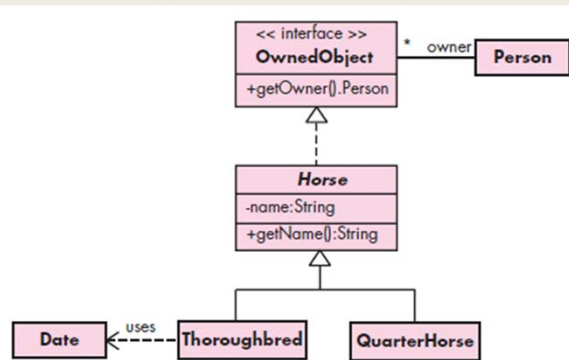 << interface >>
OwnedObject
* owner
Person
+getOwner().Person
Horse
-name:String
+getName():String
Date
uses
Thoroughbred
QuarterHorse